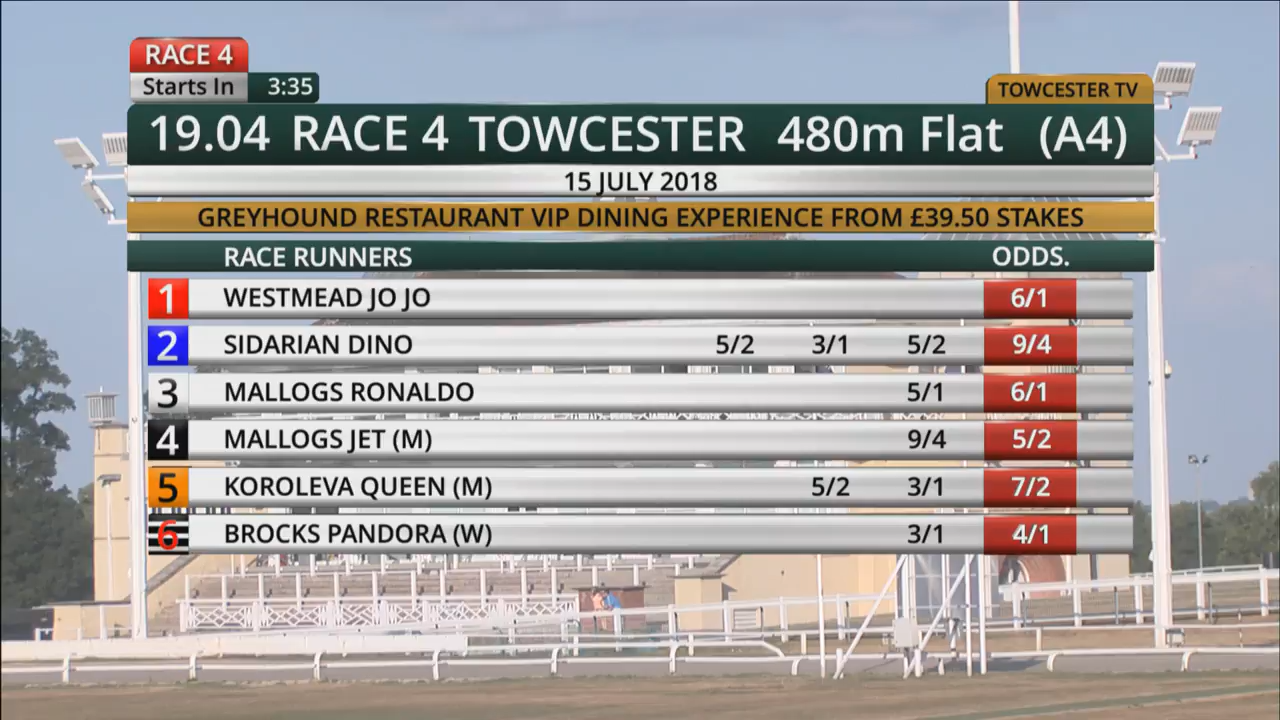 RACE 4
Starts In 3:35
TOWCESTER TV
19.04 RACE 4 TOWCESTER 480m Flat (A4)
15 JULY 2018
GREYHOUND RESTAURANT VIP DINING EXPERIENCE FROM £39.50 STAKES
RACE RUNNERS ODDS.
1 WESTMEAD JO JO 6/1
2 SIDARIAN DINO 5/2 3/1 5/2 9/4
3 MALLOGS RONALDO 5/1 6/1
4 MALLOGS JET (M) 9/4 5/2
5 KOROLEVA QUEEN (M) 5/2 3/1 7/2
6 BROCKS PANDORA (W) 3/1 4/1